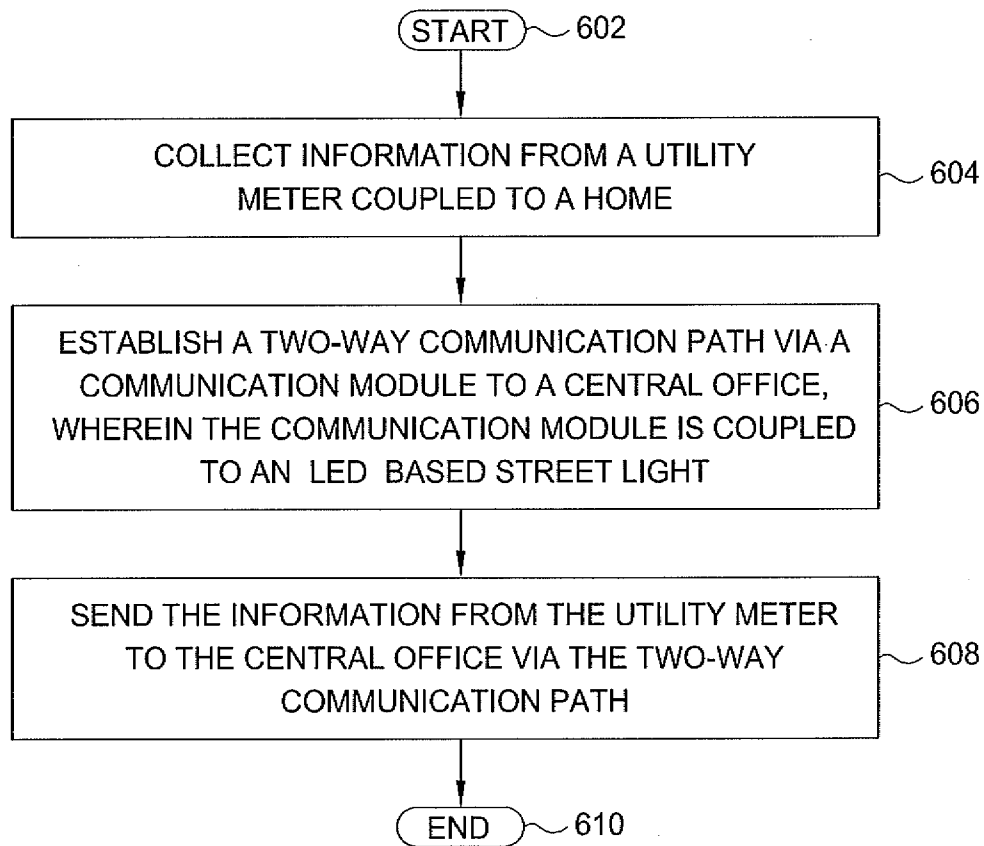 START 602
COLLECT INFORMATION FROM A UTILITY
METER COUPLED TO A HOME
604
ESTABLISH A TWO-WAY COMMUNICATION PATH VIA A
COMMUNICATION MODULE TO A CENTRAL OFFICE,
WHEREIN THE COMMUNICATION MODULE IS COUPLED
TO AN LED BASED STREET LIGHT
606
SEND THE INFORMATION FROM THE UTILITY METER
TO THE CENTRAL OFFICE VIA THE TWO-WAY
COMMUNICATION PATH
608
END 610